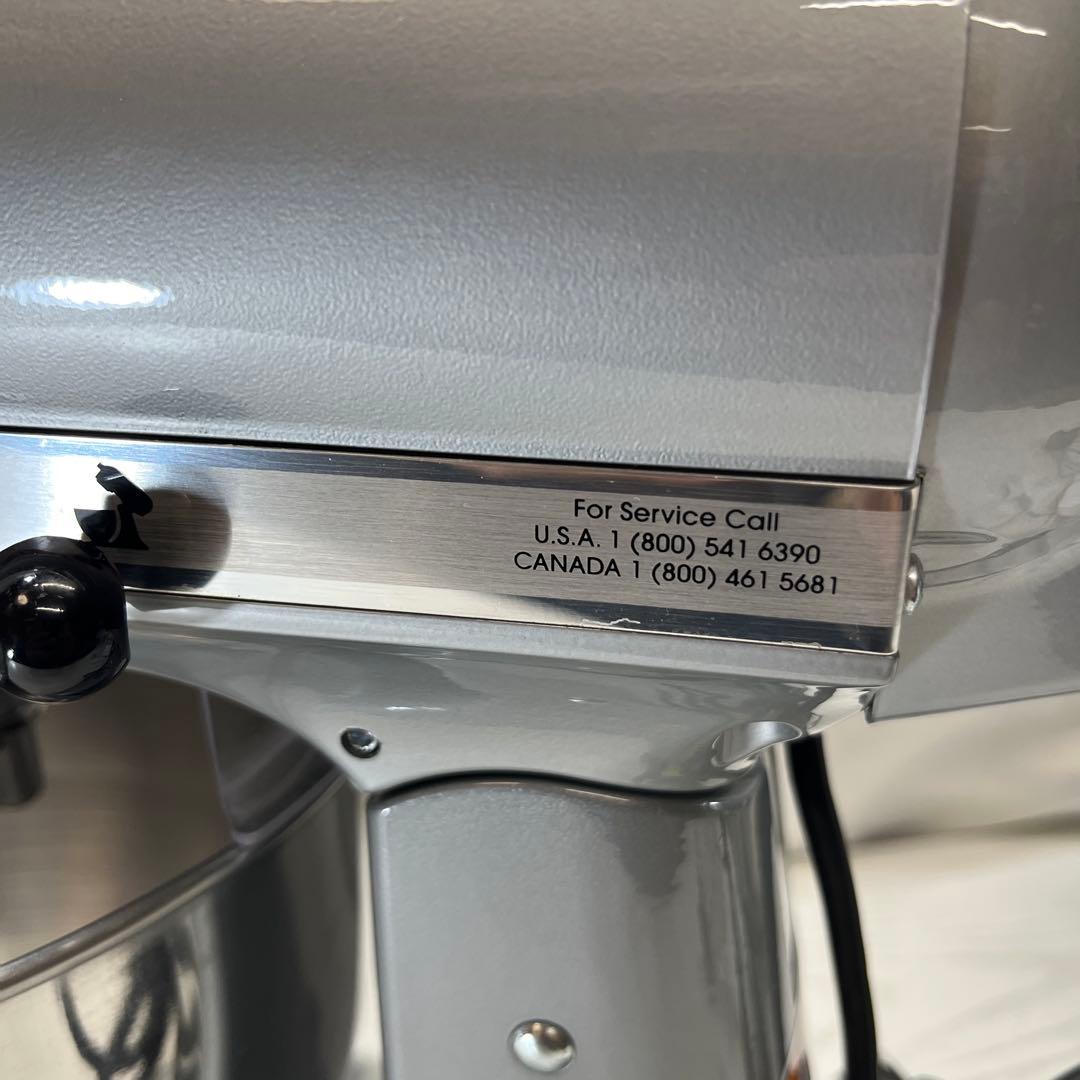 For Service Call
U.S.A. 1 (800) 541 6390
CANADA 1 (800) 461 5681